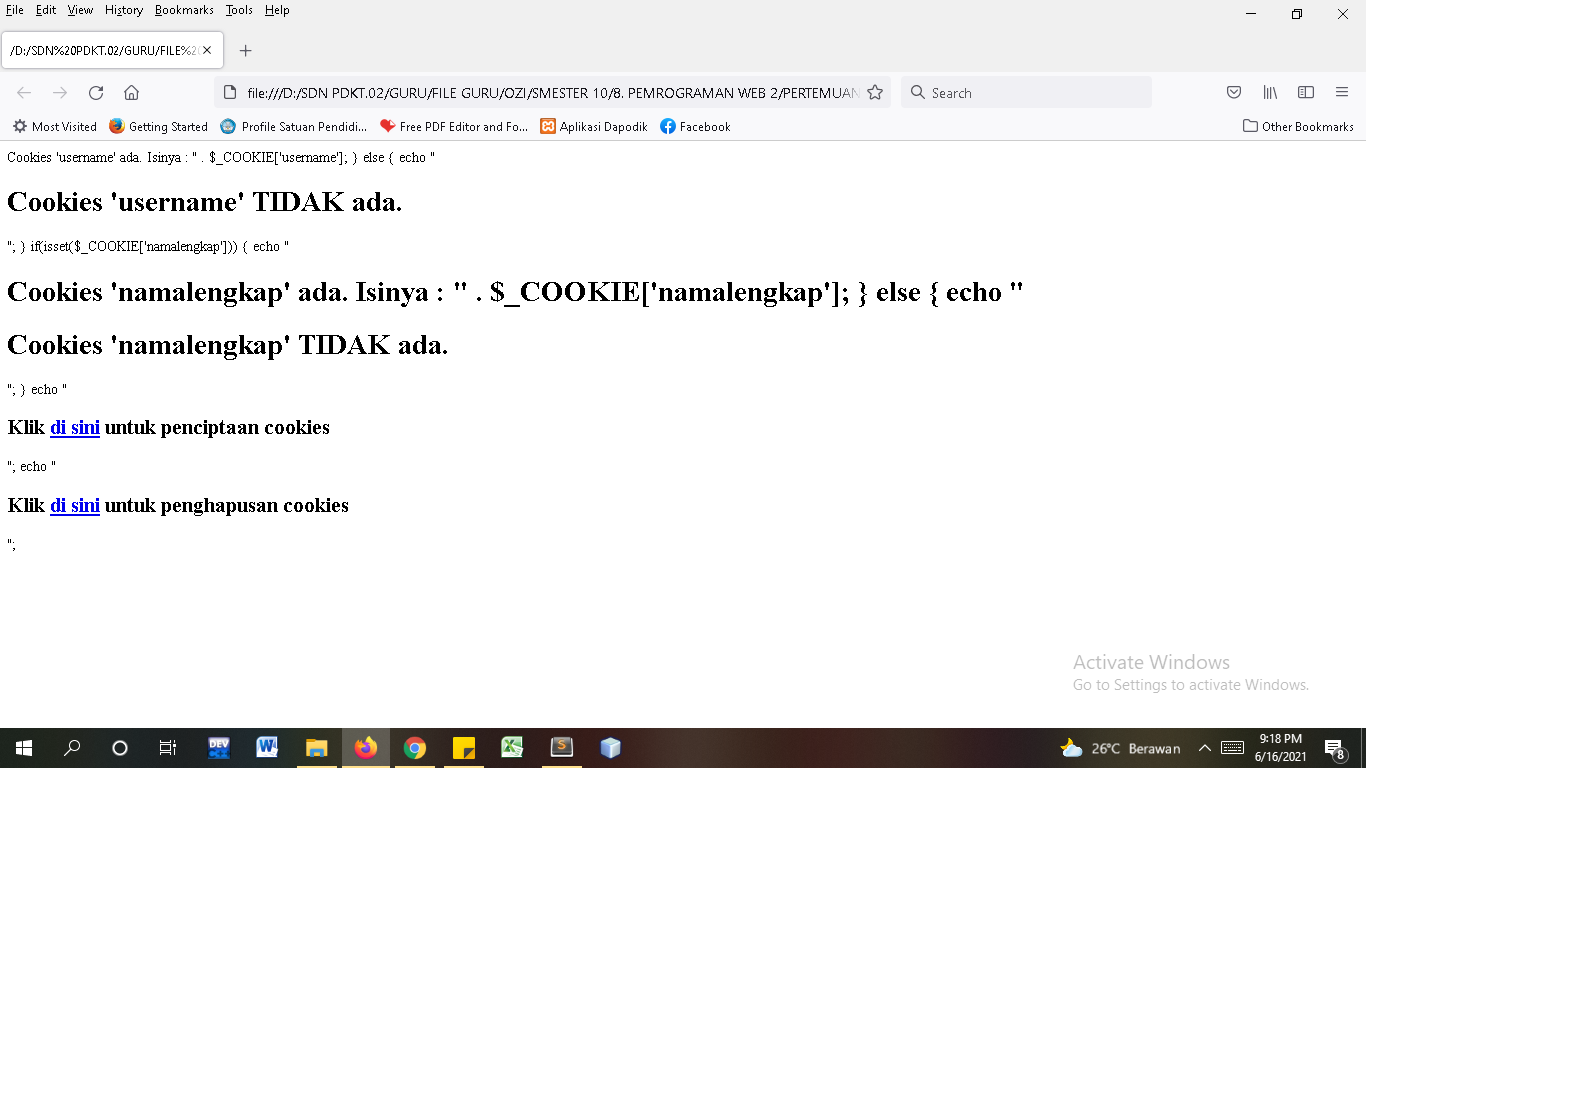 File Edit View History Bookmarks Tools Help
/D:/SDN%20PDKT.02/GURU/FILE%20
file:///D:/SDN PDKT.02/GURU/FILE GURU/OZI/SMESTER 10/8. PEMROGRAMAN WEB 2/PERTEMUAN
Search
Most Visited Getting Started Profile Satuan Pendidi... Free PDF Editor and Fo... Aplikasi Dapodik Facebook Other Bookmarks
Cookies 'username' ada. Isinya : " . $_COOKIE['username']; } else { echo "
Cookies 'username' TIDAK ada.
"; } if(isset($_COOKIE['namalengkap'])) { echo "
Cookies 'namalengkap' ada. Isinya : " . $_COOKIE['namalengkap']; } else { echo "
Cookies 'namalengkap' TIDAK ada.
"; } echo "
Klik di sini untuk penciptaan cookies
"; echo "
Klik di sini untuk penghapusan cookies
";
Activate Windows
Go to Settings to activate Windows.
DEV
26°C Berawan
9:18 PM
6/16/2021
8